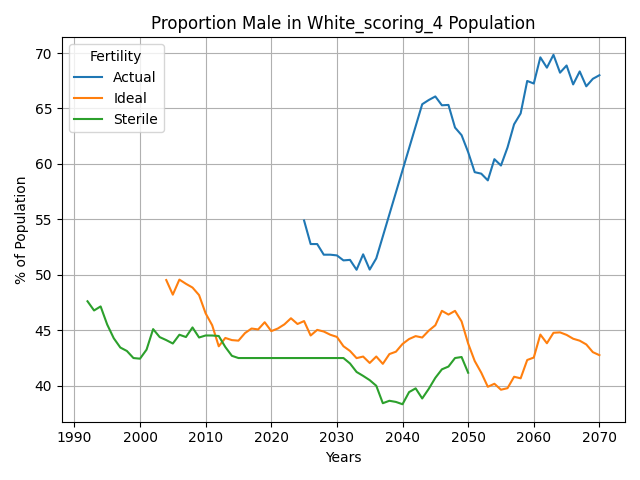 Proportion Male in White_scoring_4 Population
Fertility
Actual
Ideal
Sterile
% of Population
70
65
60
55
50
45
40
1990 2000 2010 2020 2030 2040 2050 2060 2070
Years